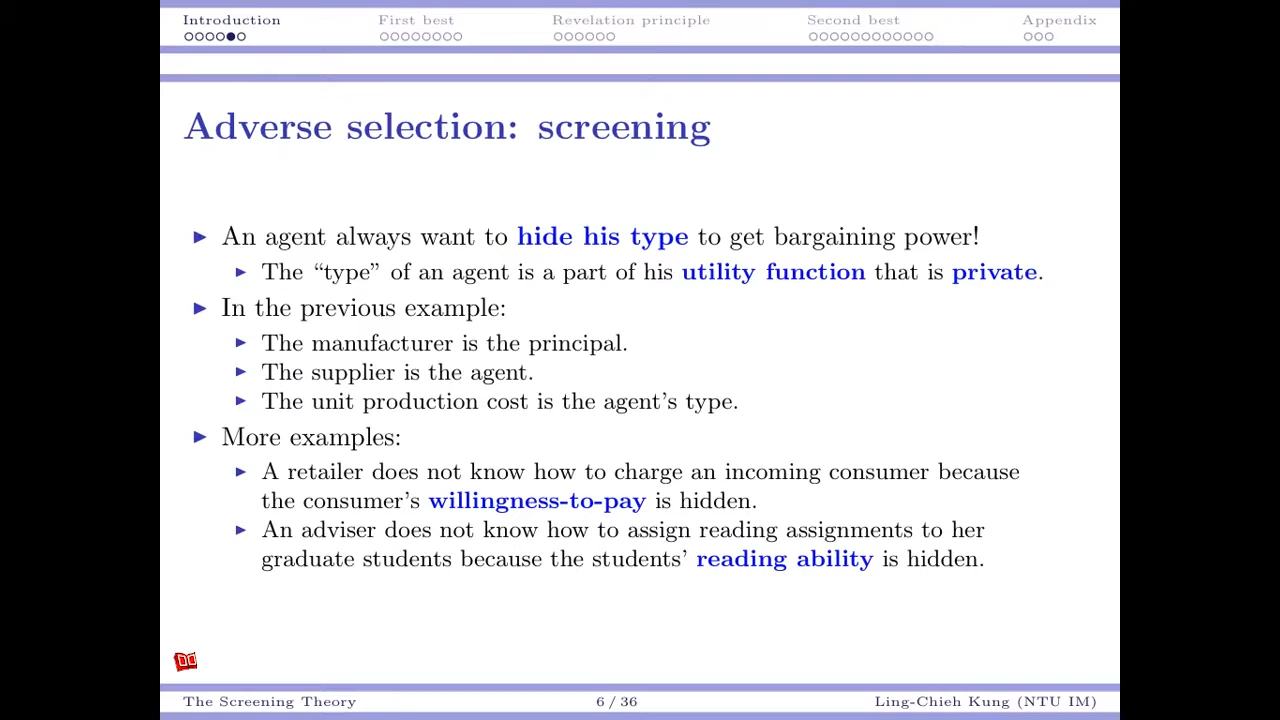 Introduction First best Revelation principle Second best Appendix
Adverse selection: screening
An agent always want to hide his type to get bargaining power!
The “type” of an agent is a part of his utility function that is private.
In the previous example:
The manufacturer is the principal.
The supplier is the agent.
The unit production cost is the agent’s type.
More examples:
A retailer does not know how to charge an incoming consumer because
the consumer’s willingness-to-pay is hidden.
An adviser does not know how to assign reading assignments to her
graduate students because the students’ reading ability is hidden.
The Screening Theory 6 / 36 Ling-Chieh Kung (NTU IM)